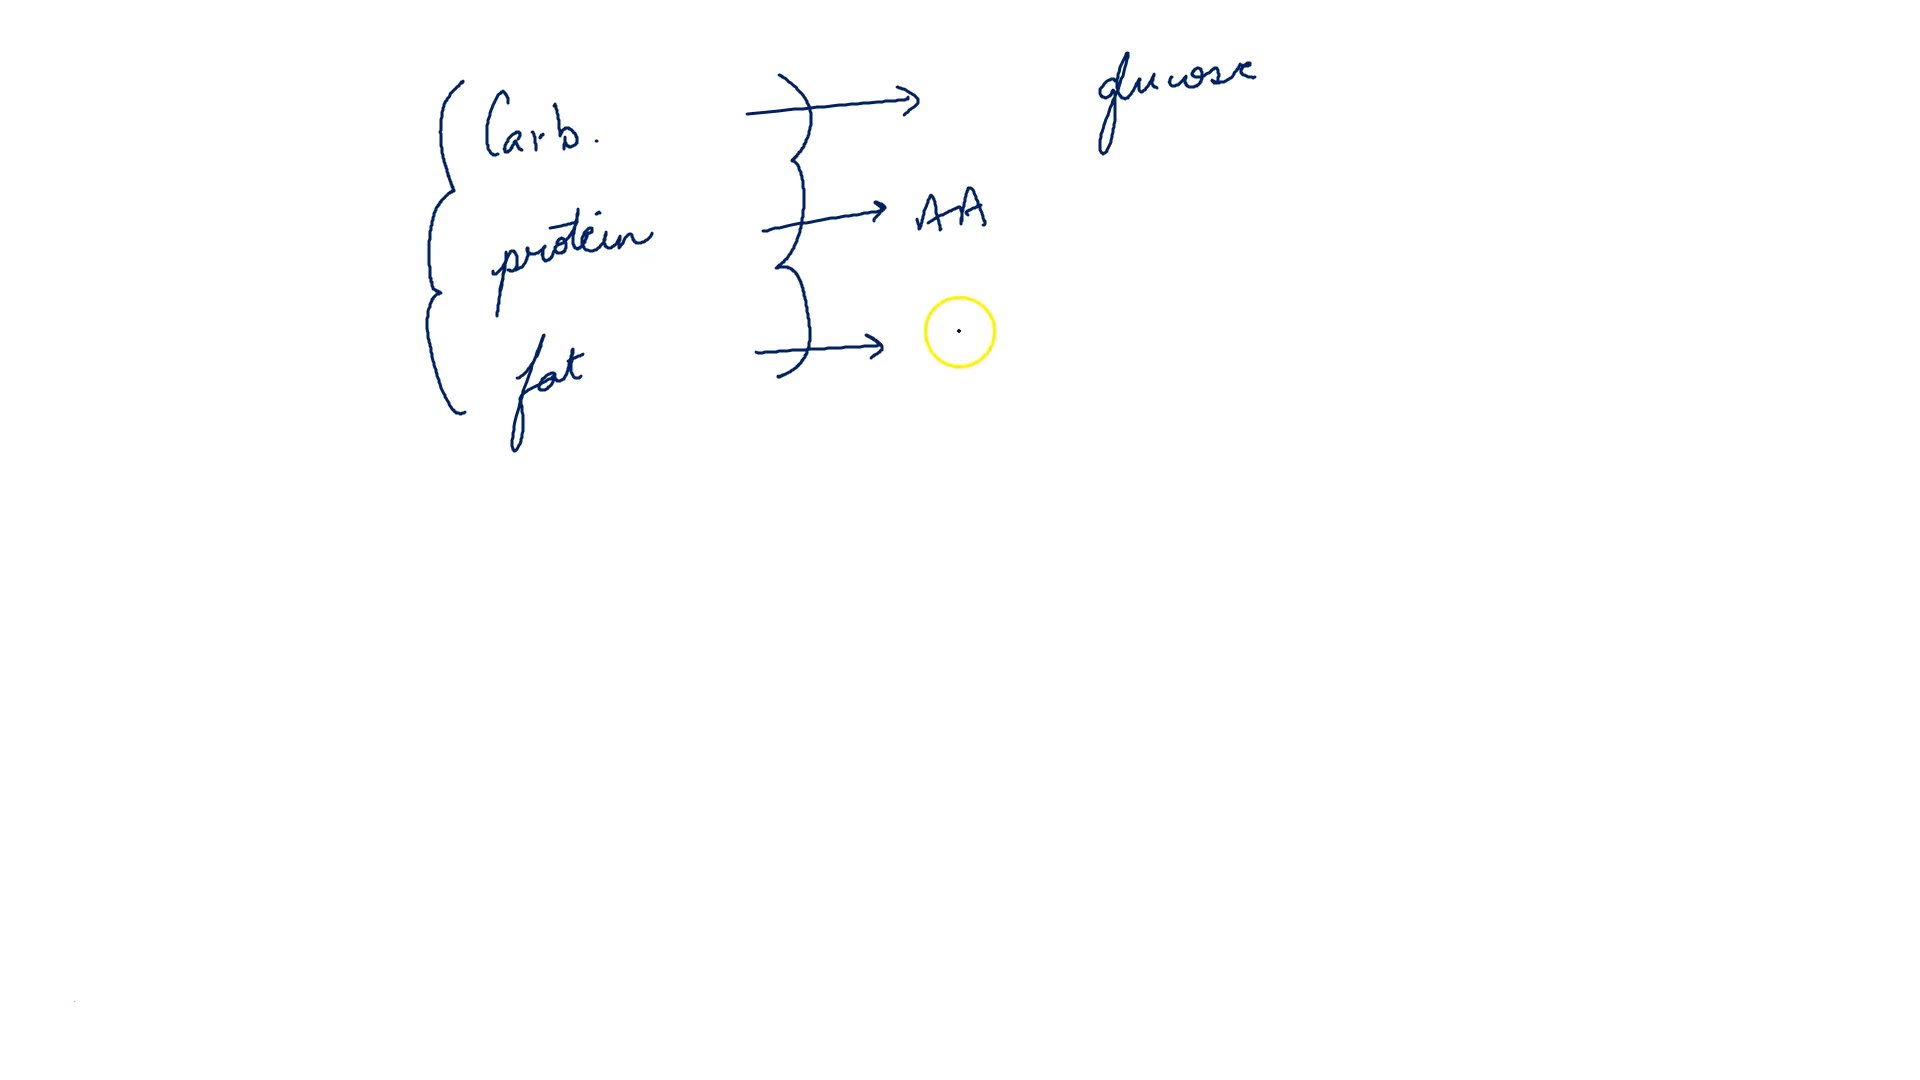 Carb. → glucose
protein → AA
fat →